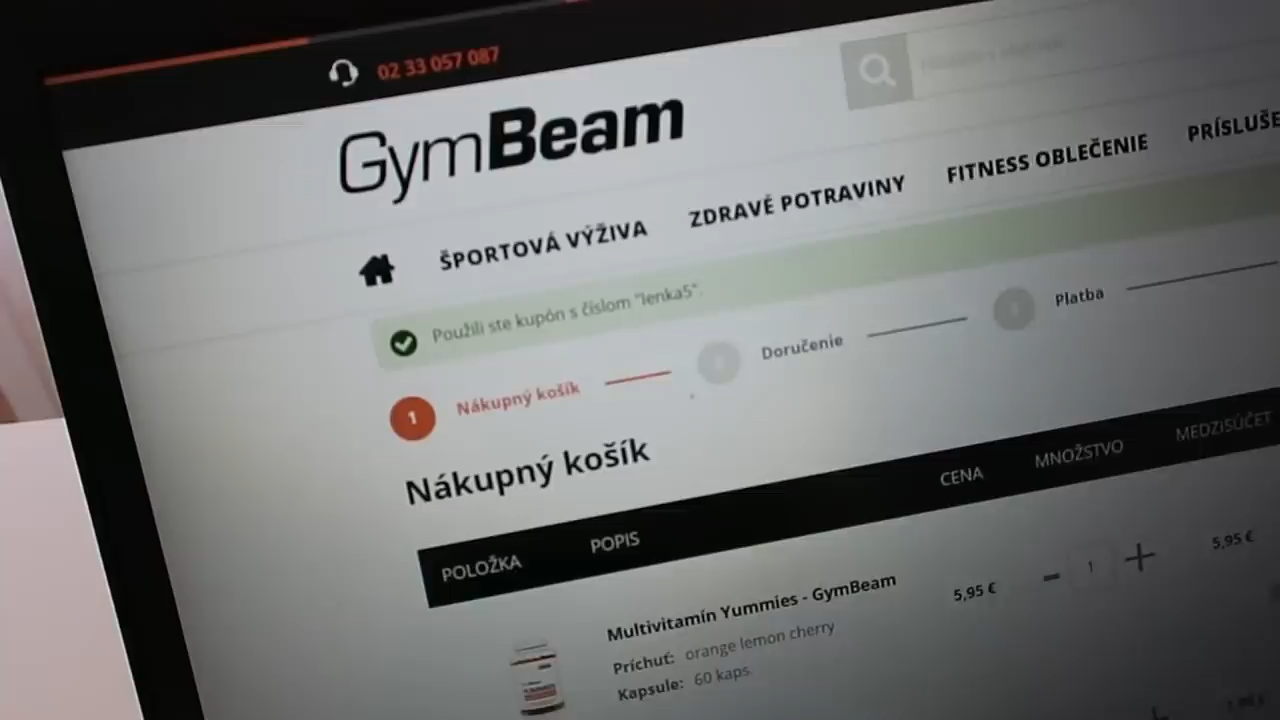 02 33 057 087
GymBeam
ŠPORTOVÁ VÝŽIVA ZDRAVÉ POTRAVINY FITNESS OBLEČENIE PRÍSLUŠE
Použili ste kupón s číslom "lenka5".
1 Nákupný košík Doručenie Platba
Nákupný košík
POLOŽKA POPIS CENA MNOŽSTVO MEDZISÚČET
Multivitamín Yummies - GymBeam 5,95 € 1 5,95 €
Príchuť: orange lemon cherry
Kapsule: 60 kaps.